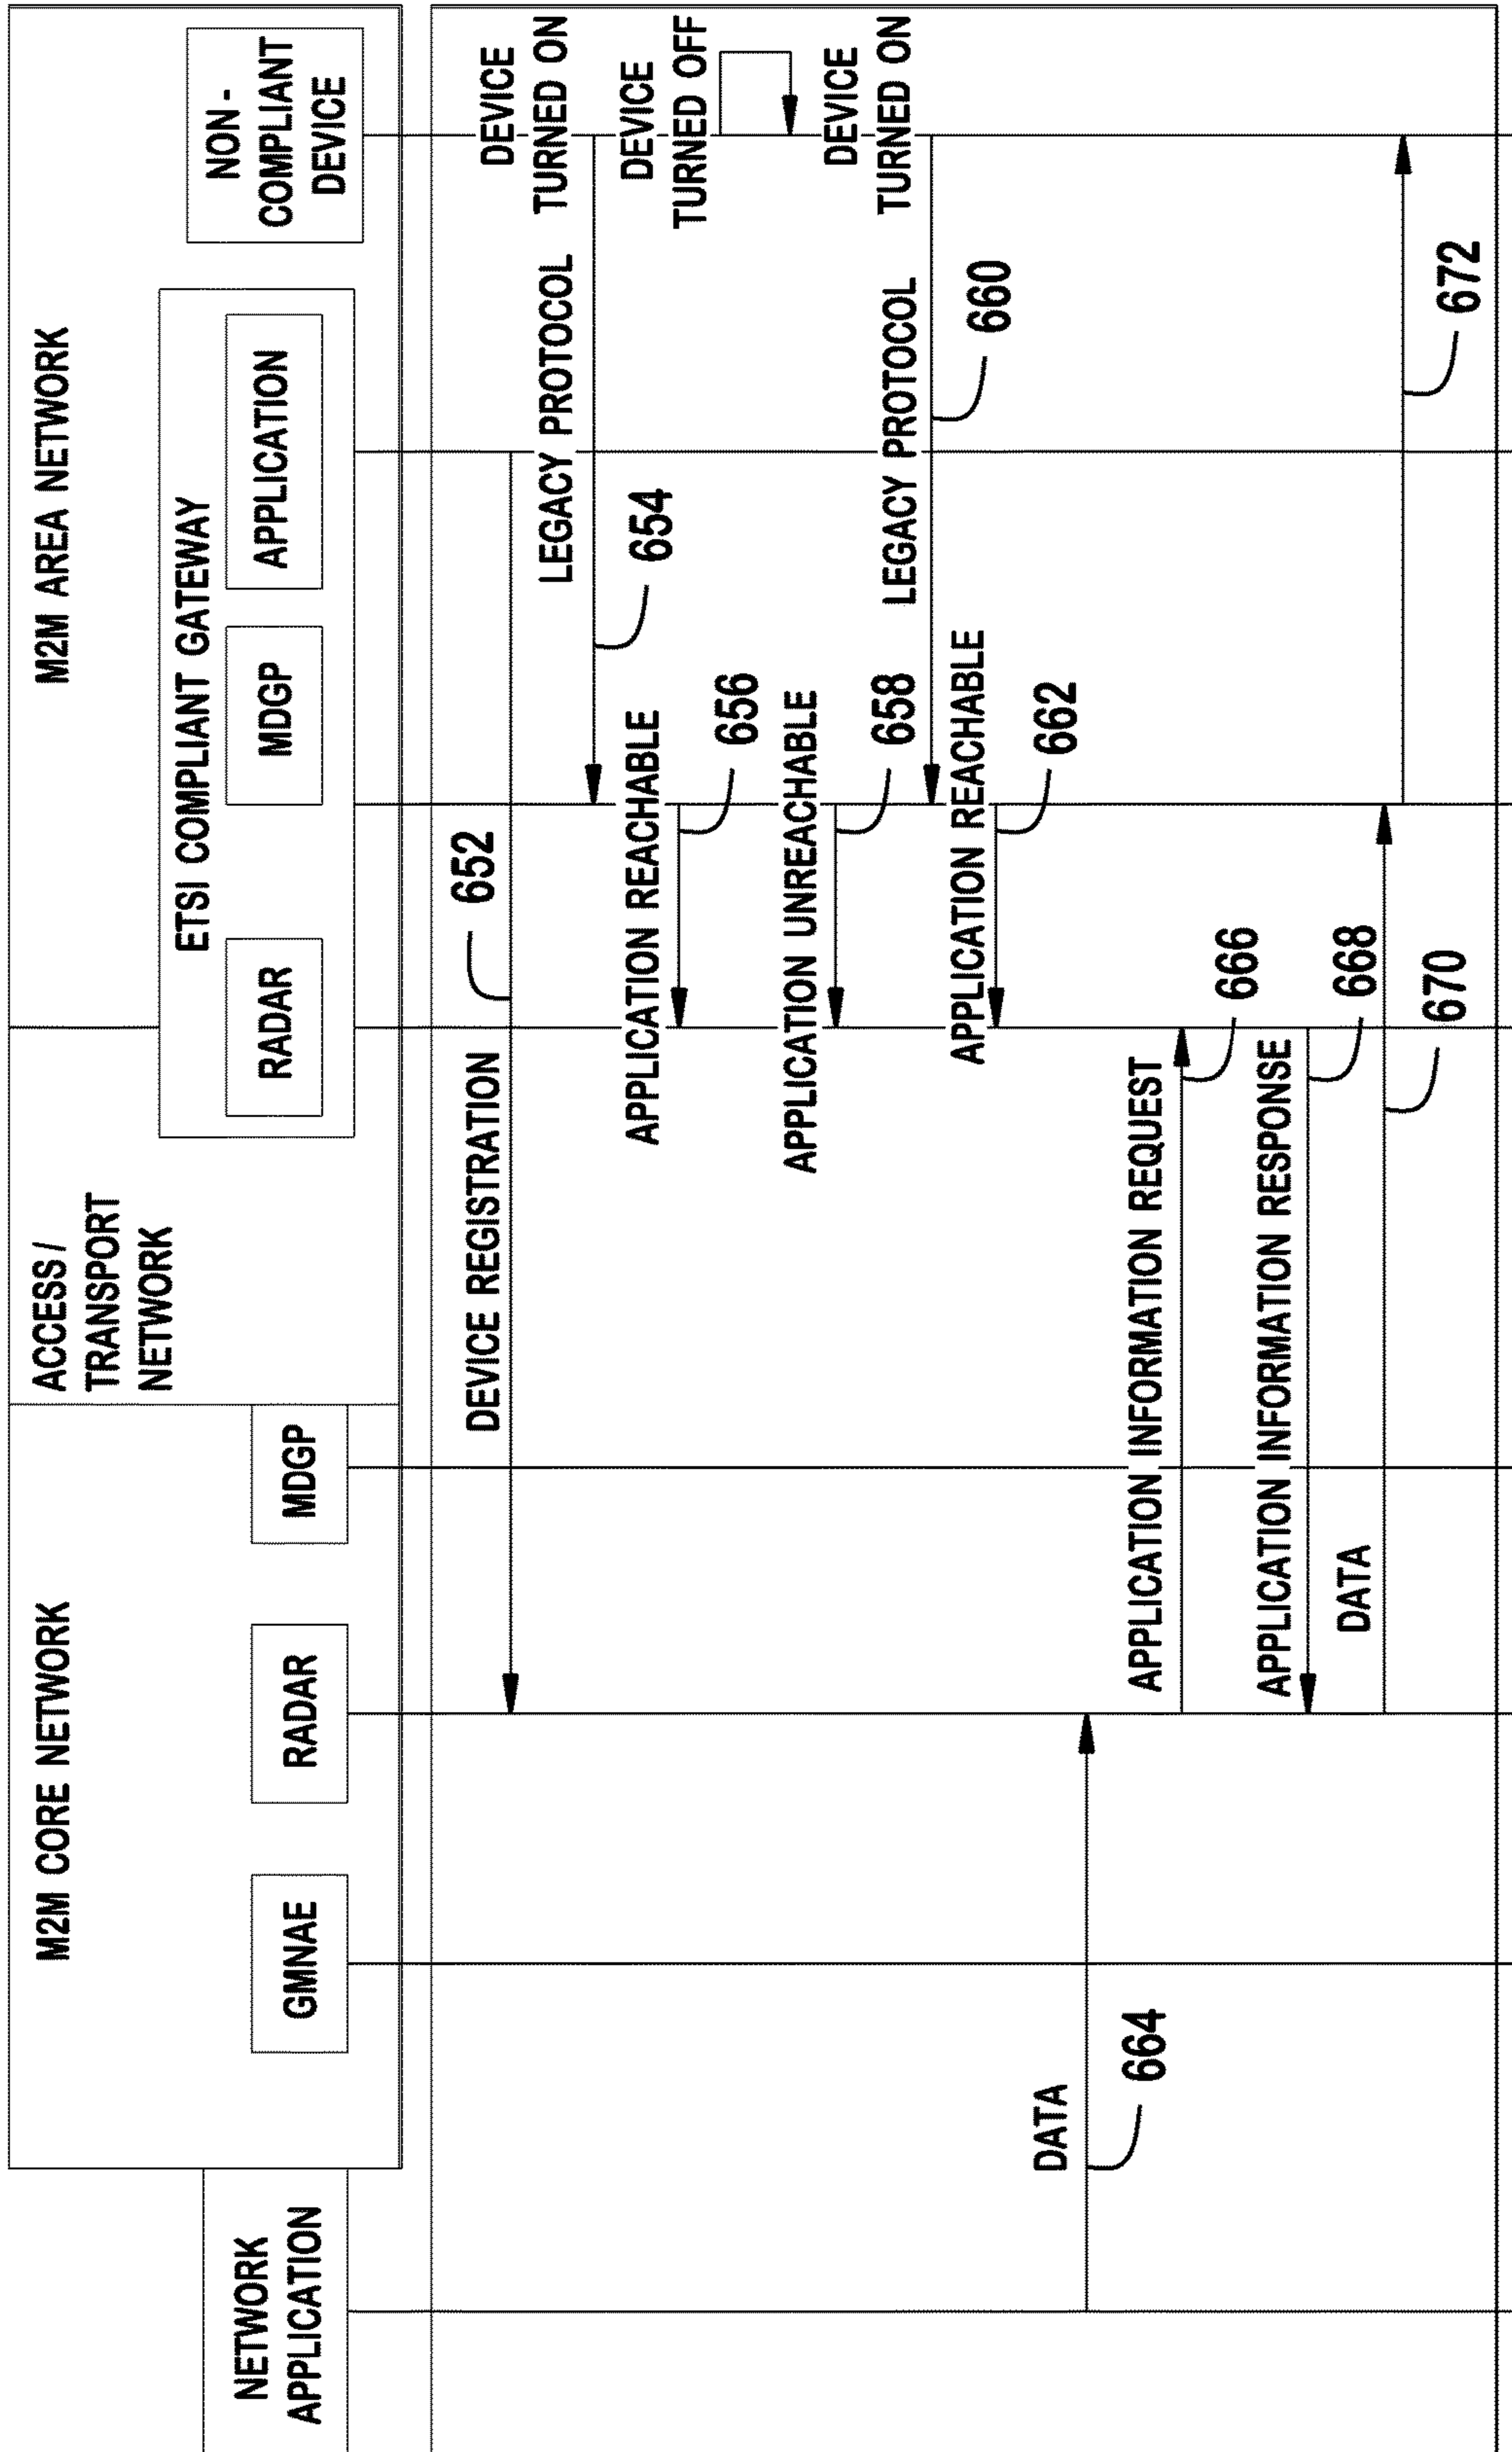 NETWORK
APPLICATION
M2M CORE NETWORK
GMNAE
RADAR
MDGP
ACCESS/
TRANSPORT
NETWORK
M2M AREA NETWORK
ETSI COMPLIANT GATEWAY
RADAR
MDGP
APPLICATION
NON-
COMPLIANT
DEVICE
652
DEVICE REGISTRATION
DEVICE
TURNED ON
LEGACY PROTOCOL
654
DEVICE
TURNED OFF
APPLICATION REACHABLE
656
APPLICATION UNREACHABLE
658
DEVICE
TURNED ON
LEGACY PROTOCOL
660
APPLICATION REACHABLE
662
DATA
664
APPLICATION INFORMATION REQUEST
666
APPLICATION INFORMATION RESPONSE
668
DATA
670
672